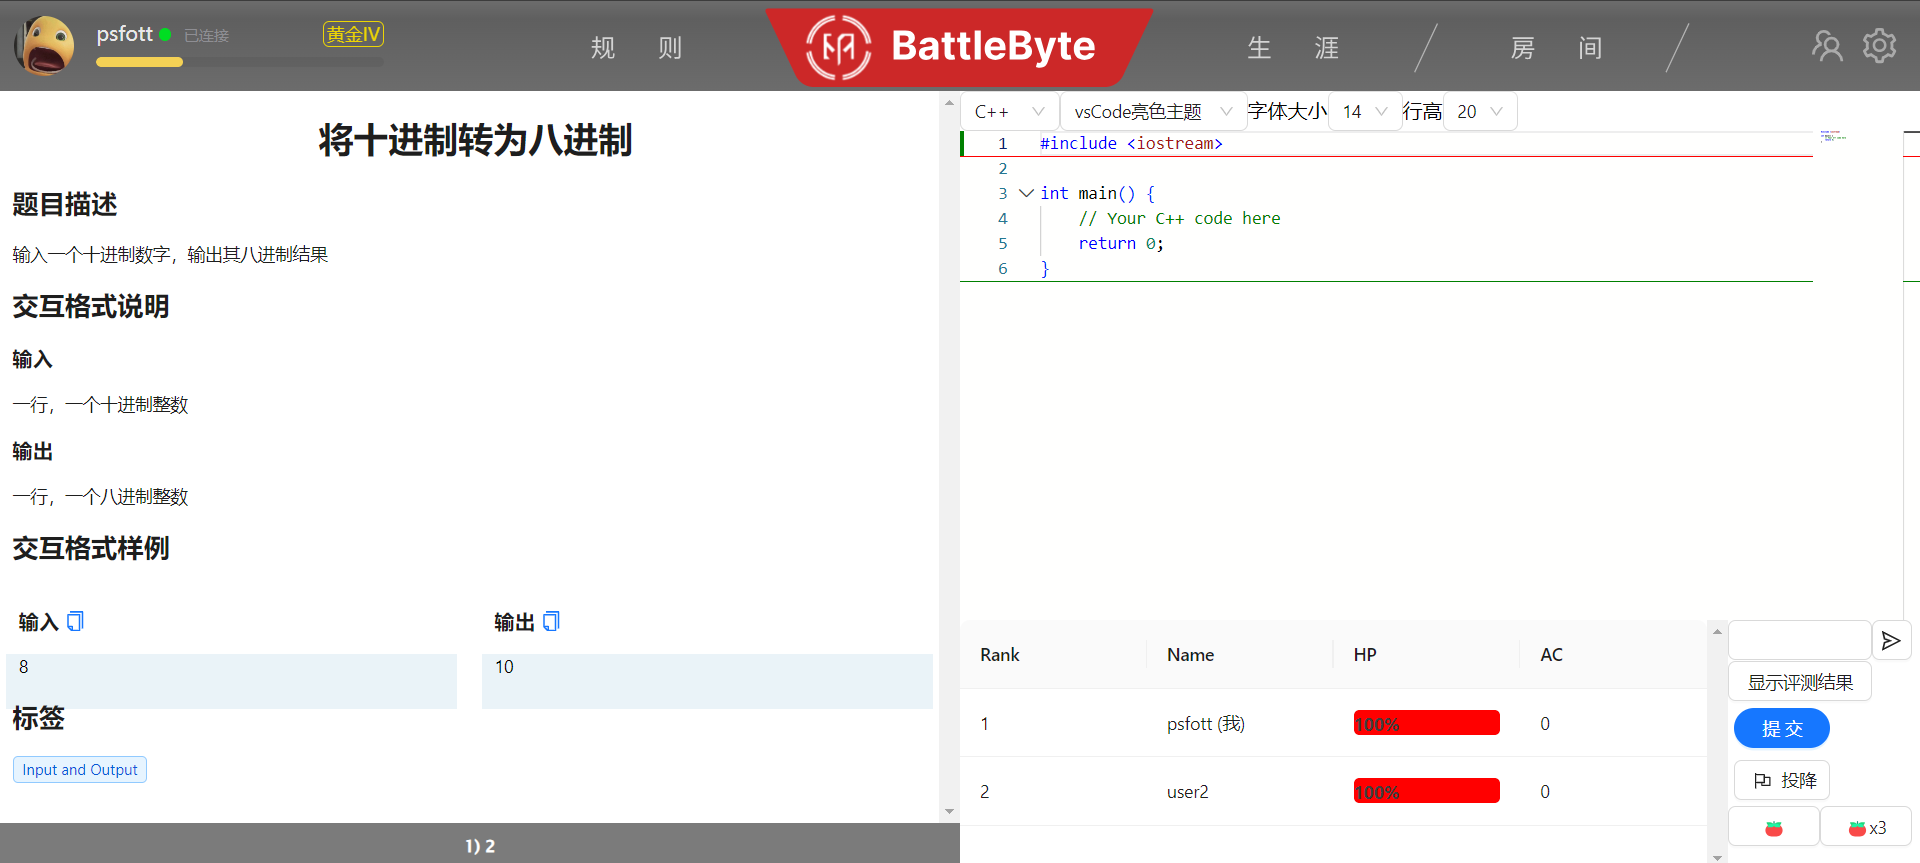 psfott 已连接 黄金IV
规 则
BattleByte
生 涯
房 间
将十进制转为八进制
题目描述
输入一个十进制数字，输出其八进制结果
交互格式说明
输入
一行，一个十进制整数
输出
一行，一个八进制整数
交互格式样例
输入 输出
8 10
标签
Input and Output
1) 2
C++ vsCode亮色主题 字体大小 14 行高 20
1 #include <iostream>
2
3 int main() {
4 // Your C++ code here
5 return 0;
6 }
Rank Name HP AC
1 psfott (我) 100% 0
2 user2 100% 0
显示评测结果
提交
投降
x3